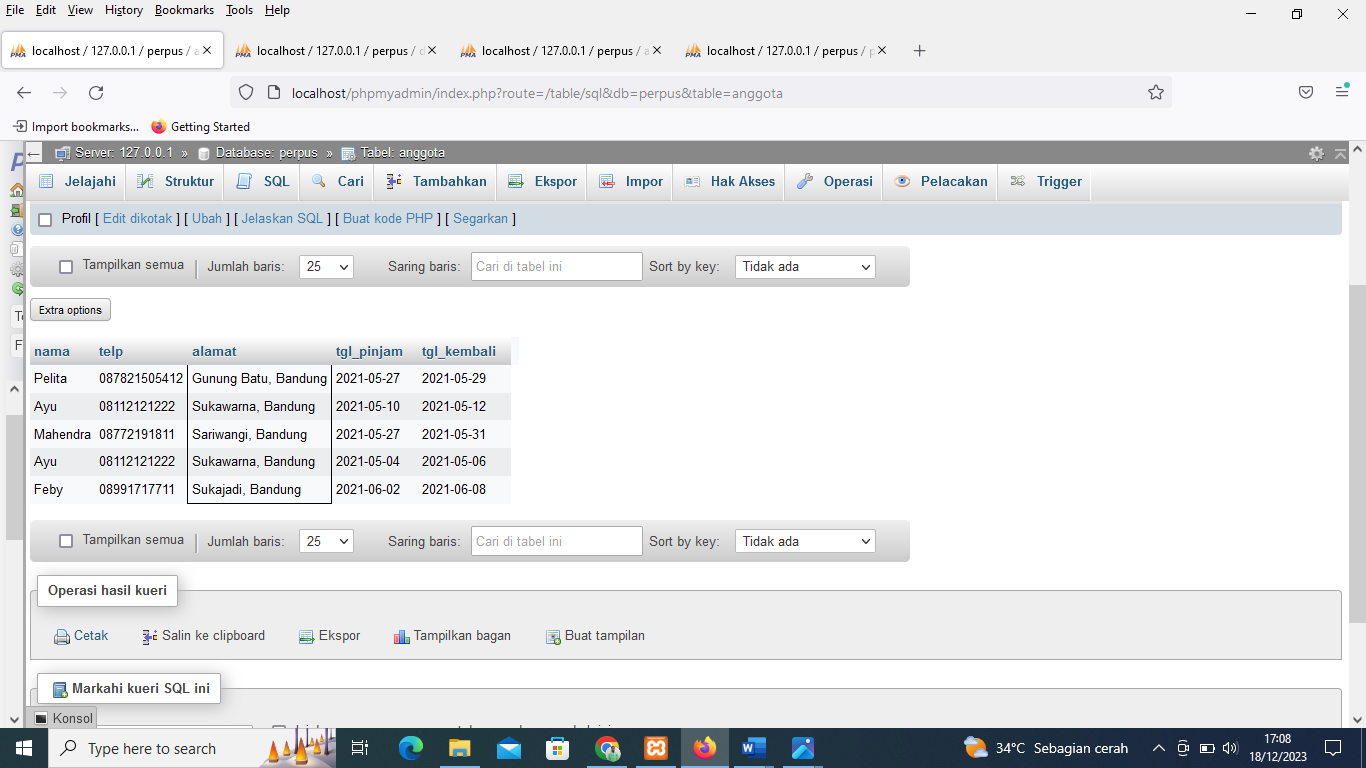 File Edit View History Bookmarks Tools Help
localhost / 127.0.0.1 / perpus / a localhost / 127.0.0.1 / perpus / d localhost / 127.0.0.1 / perpus / a localhost / 127.0.0.1 / perpus / p
localhost/phpmyadmin/index.php?route=/table/sql&db=perpus&table=anggota
Import bookmarks... Getting Started
Server: 127.0.0.1 » Database: perpus » Tabel: anggota
Jelajahi Struktur SQL Cari Tambahkan Ekspor Impor Hak Akses Operasi Pelacakan Trigger
Profil [ Edit dikotak ] [ Ubah ] [ Jelaskan SQL ] [ Buat kode PHP ] [ Segarkan ]
Tampilkan semua | Jumlah baris: 25 Saring baris: Cari di tabel ini Sort by key: Tidak ada
Extra options
nama telp alamat tgl_pinjam tgl_kembali
Pelita 087821505412 Gunung Batu, Bandung 2021-05-27 2021-05-29
Ayu 08112121222 Sukawarna, Bandung 2021-05-10 2021-05-12
Mahendra 08772191811 Sariwangi, Bandung 2021-05-27 2021-05-31
Ayu 08112121222 Sukawarna, Bandung 2021-05-04 2021-05-06
Feby 08991717711 Sukajadi, Bandung 2021-06-02 2021-06-08
Tampilkan semua | Jumlah baris: 25 Saring baris: Cari di tabel ini Sort by key: Tidak ada
Operasi hasil kueri
Cetak Salin ke clipboard Ekspor Tampilkan bagan Buat tampilan
Markahi kueri SQL ini
Konsol
Type here to search
34°C Sebagian cerah
17:08
18/12/2023